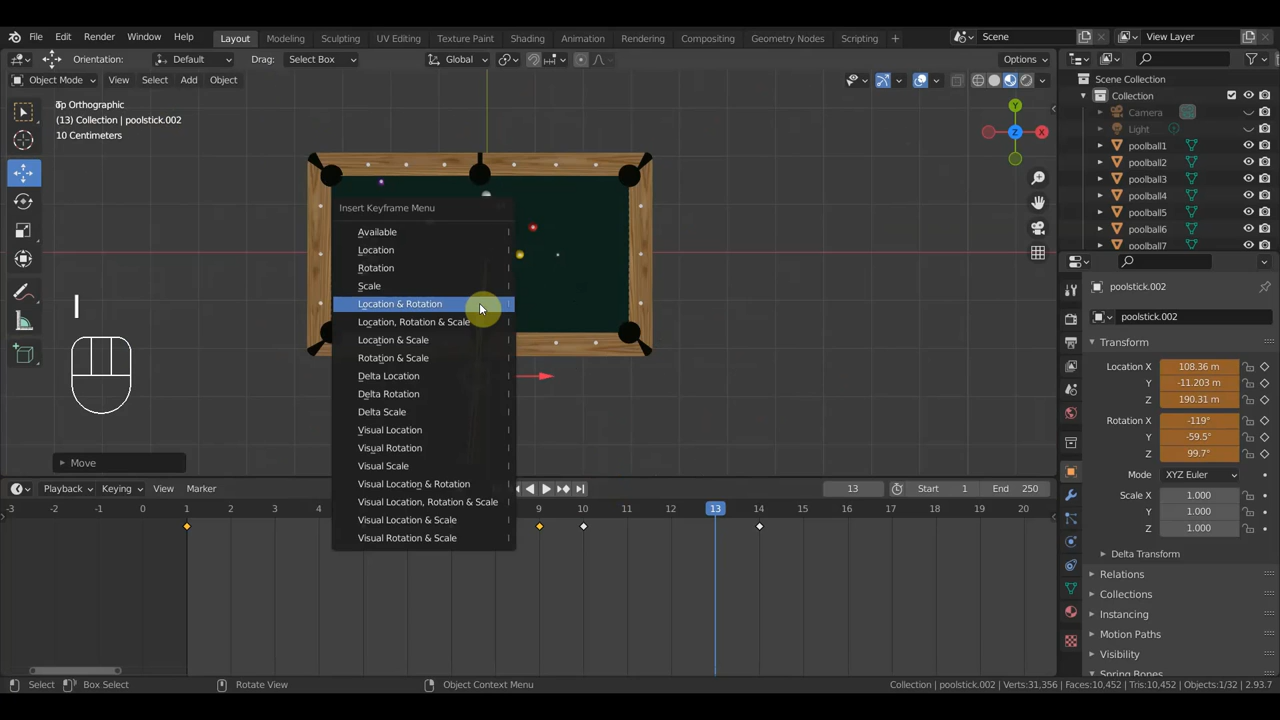 File Edit Render Window Help Layout Modeling Sculpting UV Editing Texture Paint Shading Animation Rendering Compositing Geometry Nodes Scripting + Scene View Layer
Orientation: Default Drag: Select Box Global Options
Object Mode View Select Add Object
Top Orthographic
(13) Collection | poolstick.002
10 Centimeters
Y
Z
X
Scene Collection
Collection
Camera
Light
poolball1
poolball2
poolball3
poolball4
poolball5
poolball6
poolball7
Insert Keyframe Menu
Available I
Location I
Rotation I
Scale I
Location & Rotation I
Location, Rotation & Scale I
Location & Scale I
Rotation & Scale I
Delta Location I
Delta Rotation I
Delta Scale I
Visual Location I
Visual Rotation I
Visual Scale I
Visual Location & Rotation I
Visual Location, Rotation & Scale I
Visual Location & Scale I
Visual Rotation & Scale I
I
Move
poolstick.002
poolstick.002
Transform
Location X 108.36 m
Y -11.203 m
Z 190.31 m
Rotation X -119°
Y -59.5°
Z 99.7°
Mode XYZ Euler
Scale X 1.000
Y 1.000
Z 1.000
Delta Transform
Relations
Collections
Instancing
Motion Paths
Visibility
Spring Bones
Playback Keying View Marker 13 Start 1 End 250
-3 -2 -1 0 1 2 3 4 9 10 11 12 13 14 15 16 17 18 19 20
Select Box Select Rotate View Object Context Menu Collection | poolstick.002 | Verts:31,356 | Faces:10,452 | Tris:10,452 | Objects:1/32 | 2.93.7